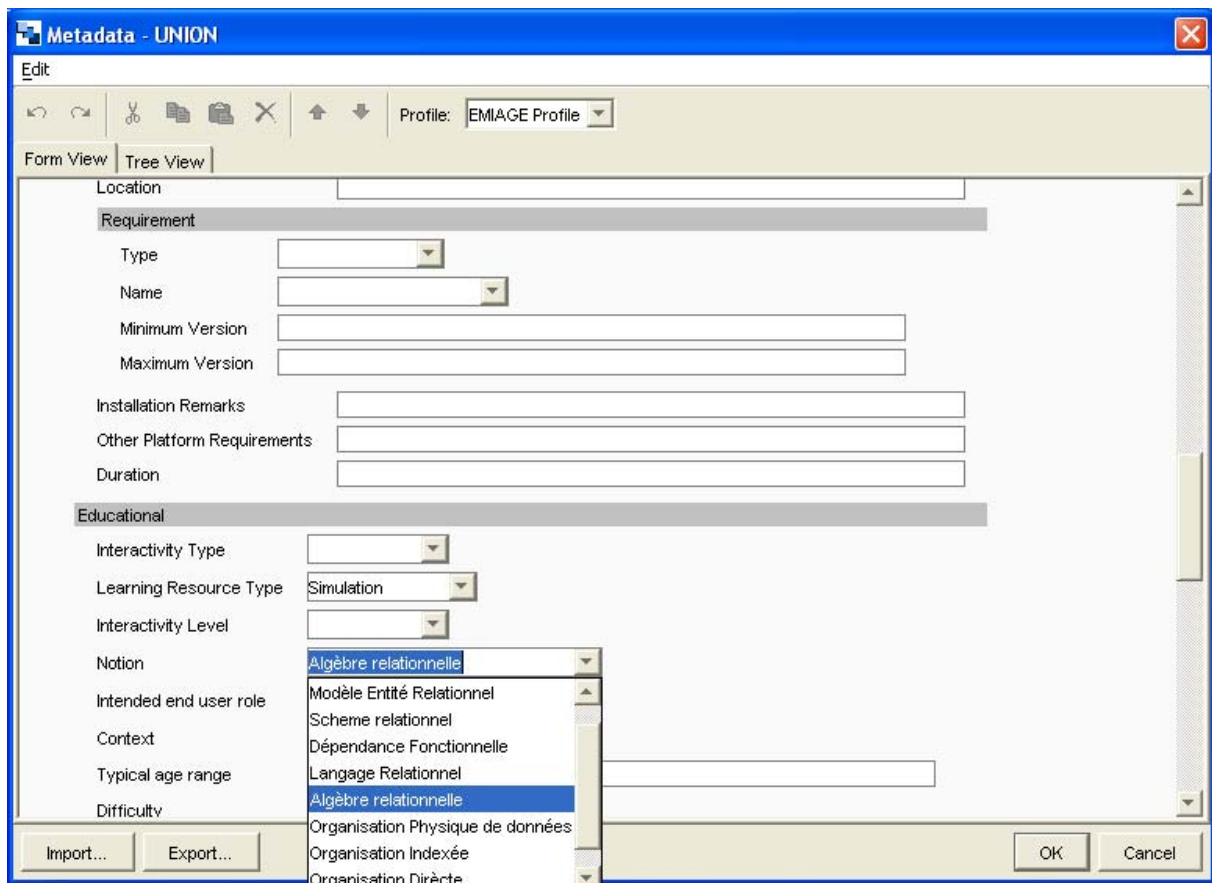 Metadata - UNION
Edit
Profile: EMIAGE Profile
Form View Tree View
Location
Requirement
Type
Name
Minimum Version
Maximum Version
Installation Remarks
Other Platform Requirements
Duration
Educational
Interactivity Type
Learning Resource Type Simulation
Interactivity Level
Notion Algèbre relationnelle
Modèle Entité Relationnel
Intended end user role
Scheme relationnel
Context
Dépendance Fonctionnelle
Typical age range Langage Relationnel
Algèbre relationnelle
Difficulty
Organisation Physique de données
Import... Export... Organisation Indexée OK Cancel
Organisation Dirècte